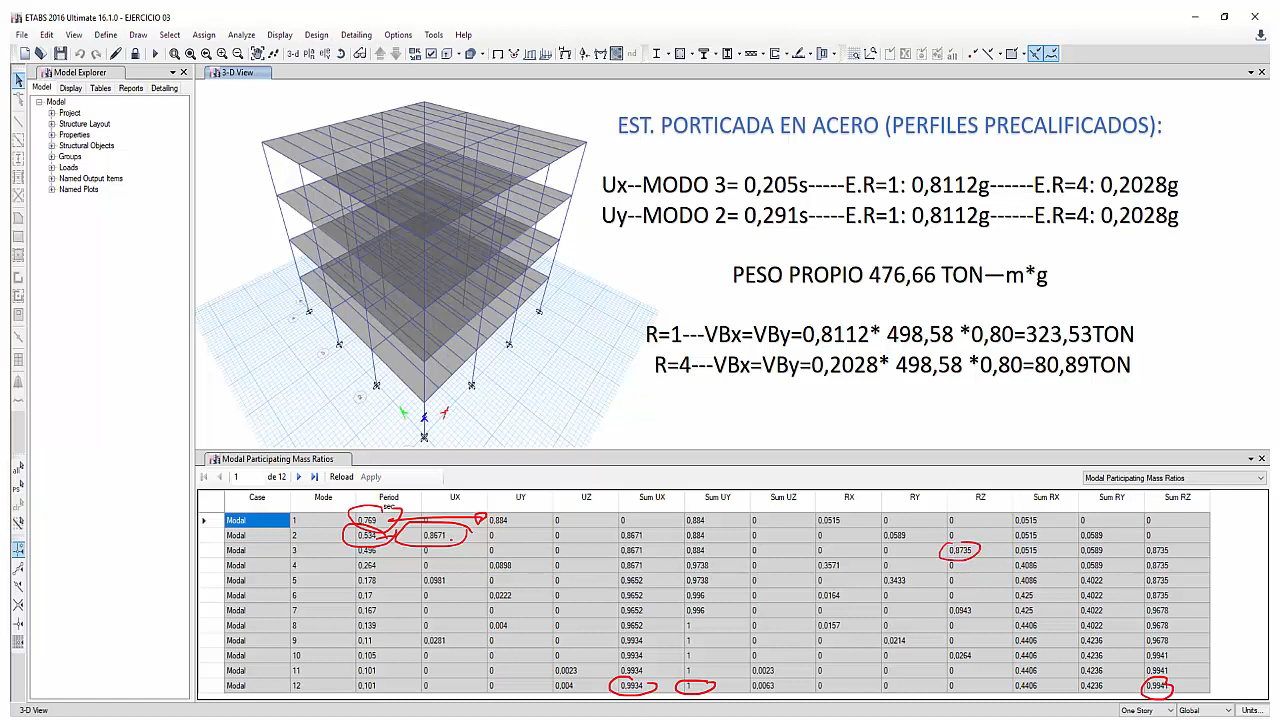 ETABS 2016 Ultimate 16.1.0 - EJERCICIO 03
File Edit View Define Draw Select Assign Analyze Display Design Detailing Options Tools Help
Model Explorer
3-D View
Model Display Tables Reports Detailing
Model
Project
Structure Layout
Properties
Structural Objects
Groups
Loads
Named Output Items
Named Plots
EST. PORTICADA EN ACERO (PERFILES PRECALIFICADOS):
Ux--MODO 3= 0,205s-----E.R=1: 0,8112g------E.R=4: 0,2028g
Uy--MODO 2= 0,291s-----E.R=1: 0,8112g------E.R=4: 0,2028g
PESO PROPIO 476,66 TON—m*g
R=1---VBx=VBy=0,8112* 498,58 *0,80=323,53TON
R=4---VBx=VBy=0,2028* 498,58 *0,80=80,89TON
Modal Participating Mass Ratios
1 de 12 Reload Apply Modal Participating Mass Ratios
Case Mode Period UX UY UZ Sum UX Sum UY Sum UZ RX RY RZ Sum RX Sum RY Sum RZ
sec
Modal 1 0.769 0 0,884 0 0 0,884 0 0,0515 0 0 0,0515 0 0
Modal 2 0.534 0.8671 0 0 0,8671 0,884 0 0 0,0589 0 0,0515 0,0589 0
Modal 3 0.496 0 0 0 0,8671 0,884 0 0 0 0,8735 0,0515 0,0589 0,8735
Modal 4 0.264 0 0,0898 0 0,8671 0,9738 0 0,3571 0 0 0,4086 0,0589 0,8735
Modal 5 0.178 0,0981 0 0 0,9652 0,9738 0 0 0,3433 0 0,4086 0,4022 0,8735
Modal 6 0.17 0 0,0222 0 0,9652 0,996 0 0,0164 0 0 0,425 0,4022 0,8735
Modal 7 0.167 0 0 0 0,9652 0,996 0 0 0 0,0943 0,425 0,4022 0,9678
Modal 8 0.139 0 0,004 0 0,9652 1 0 0,0157 0 0 0,4406 0,4022 0,9678
Modal 9 0.11 0,0281 0 0 0,9934 1 0 0 0,0214 0 0,4406 0,4236 0,9678
Modal 10 0.105 0 0 0 0,9934 1 0 0 0 0,0264 0,4406 0,4236 0,9941
Modal 11 0.101 0 0 0,0023 0,9934 1 0,0023 0 0 0 0,4406 0,4236 0,9941
Modal 12 0.101 0 0 0,004 0,9934 1 0,0063 0 0 0 0,4406 0,4236 0,9941
3-D View One Story Global Units...